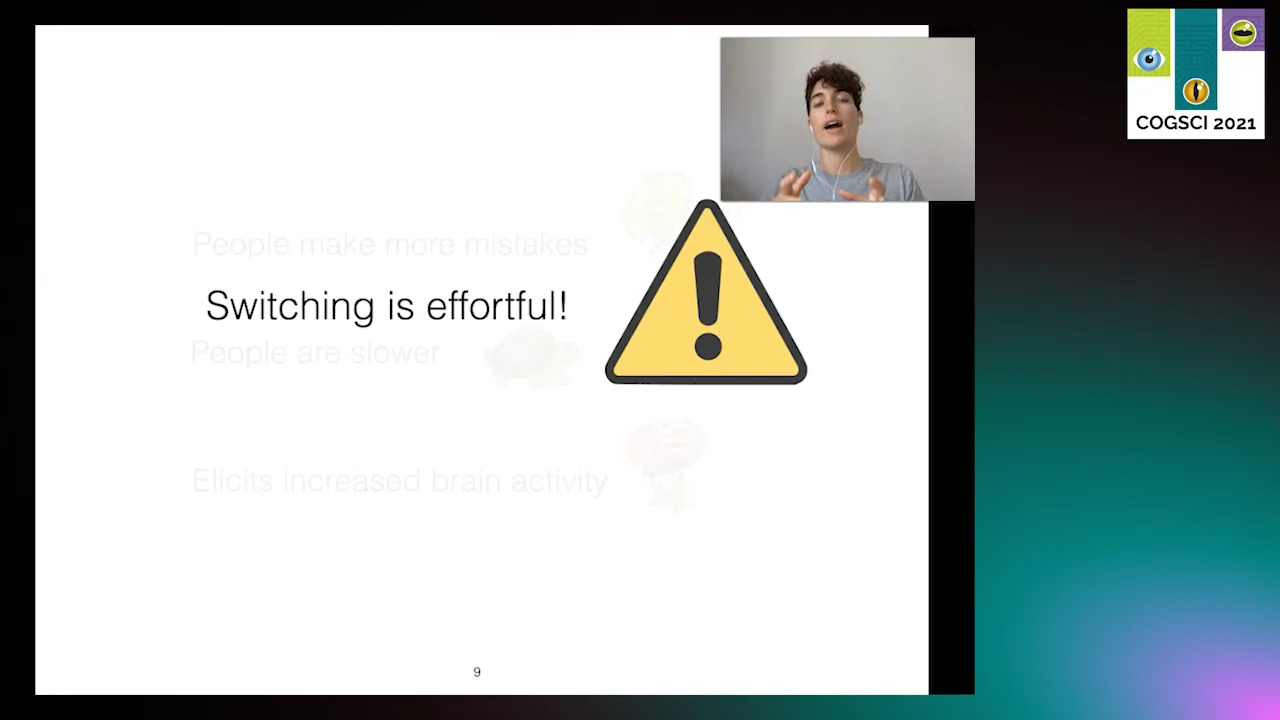 COGSCI 2021
People make more mistakes
Switching is effortful!
People are slower
Elicits increased brain activity
9